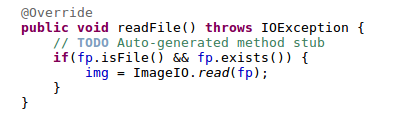 @Override
public void readFile() throws IOException {
    // TODO Auto-generated method stub
    if(fp.isFile() && fp.exists()) {
        img = ImageIO.read(fp);
    }
}